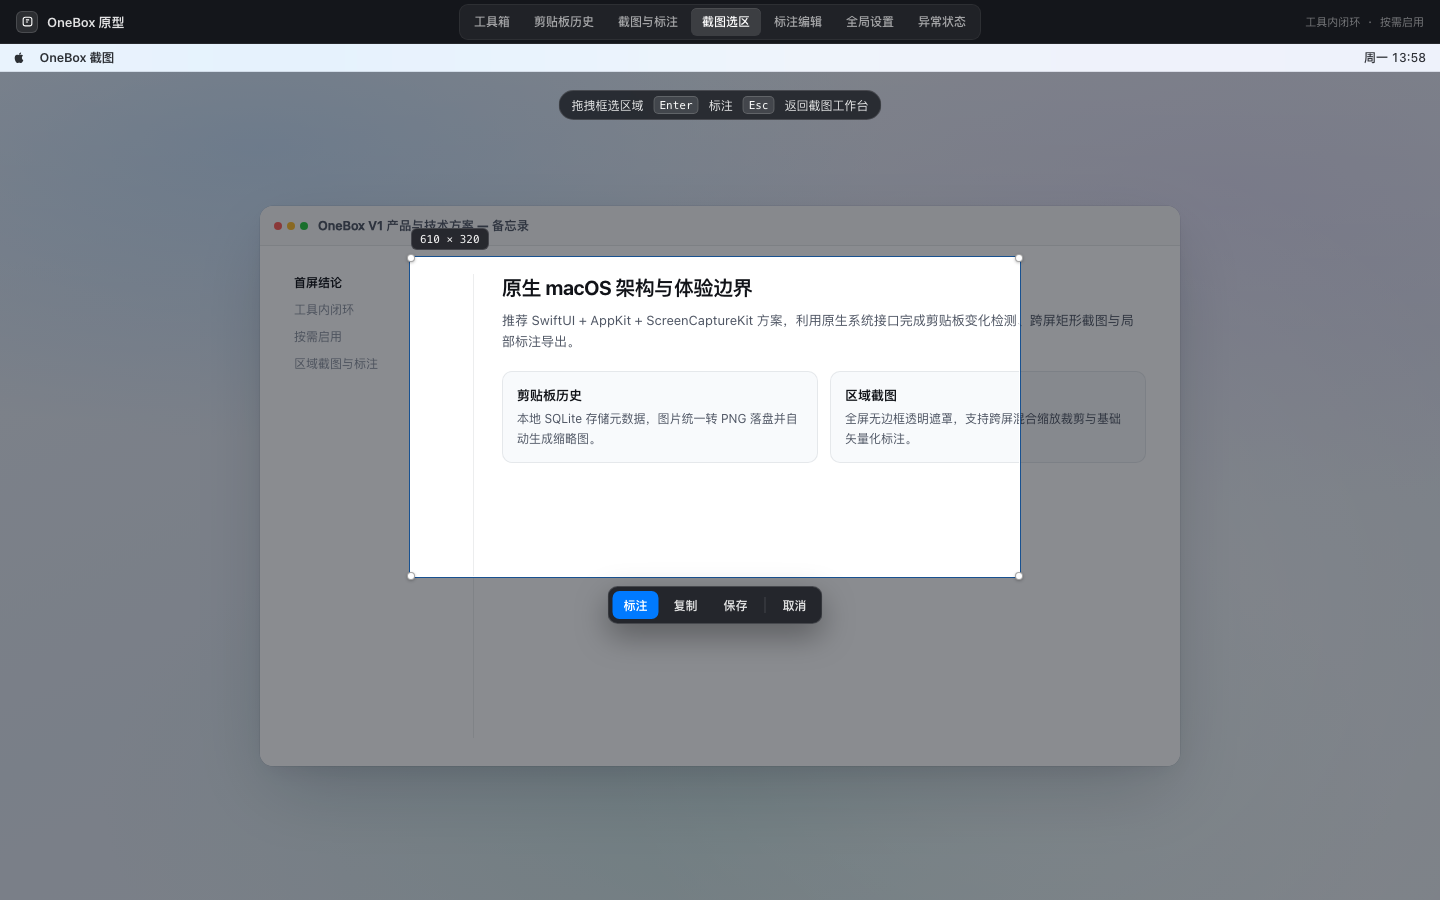 OneBox 原型
工具箱
剪贴板历史
截图与标注
截图选区
标注编辑
全局设置
异常状态
工具内闭环 · 按需启用
OneBox 截图
周一 13:58
拖拽框选区域 Enter 标注 Esc 返回截图工作台
OneBox V1 产品与技术方案 — 备忘录
610 × 320
首屏结论
工具内闭环
按需启用
区域截图与标注
原生 macOS 架构与体验边界
推荐 SwiftUI + AppKit + ScreenCaptureKit 方案，利用原生系统接口完成剪贴板变化检测、跨屏矩形截图与局
部标注导出。
剪贴板历史
本地 SQLite 存储元数据，图片统一转 PNG 落盘并自
动生成缩略图。
区域截图
全屏无边框透明遮罩，支持跨屏混合缩放裁剪与基础
矢量化标注。
标注
复制
保存
取消